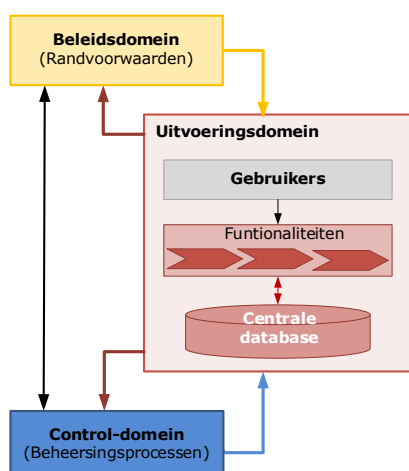 Beleidsdomein
(Randvoorwaarden)
Uitvoeringsdomein
Gebruikers
Funtionaliteiten
Centrale
database
Control-domein
(Beheersingsprocessen)